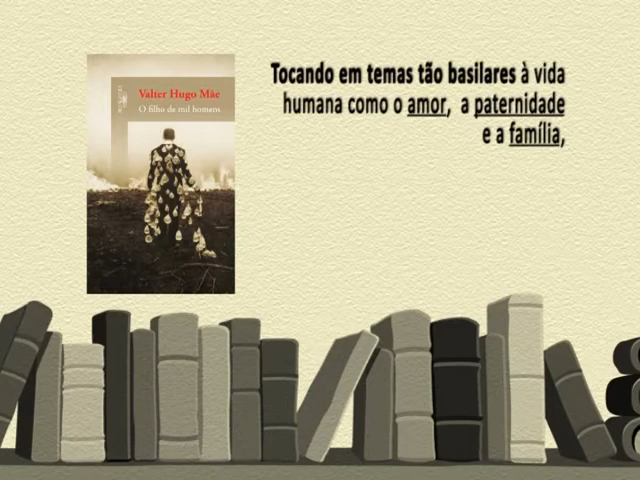 Valter Hugo Mãe
O filho de mil homens
Tocando em temas tão basilares à vida
humana como o amor, a paternidade
e a família,